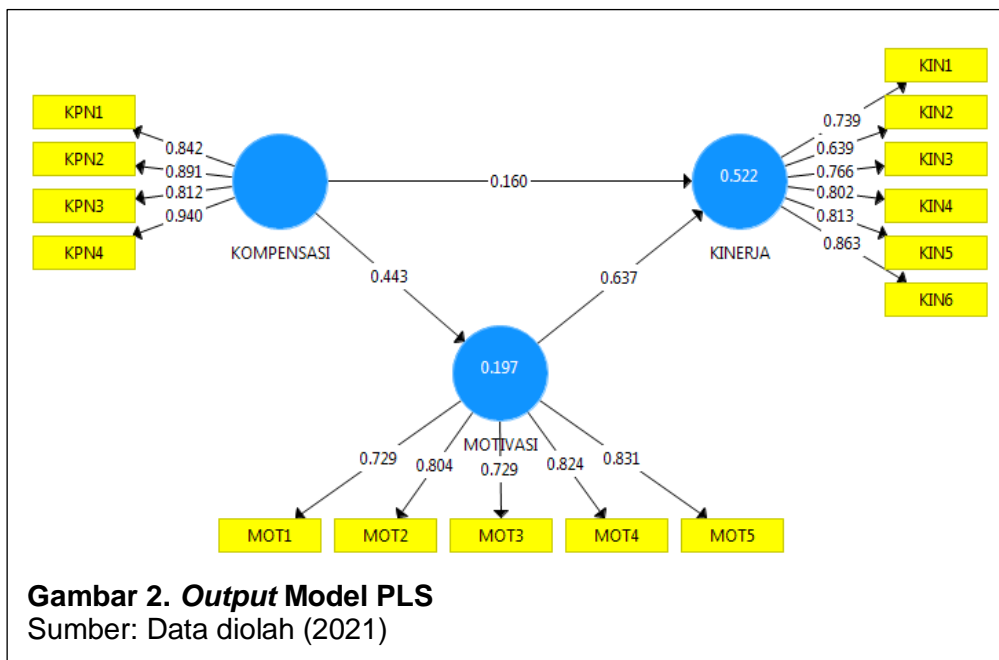 KIN1
KPN1
0.739
KIN2
0.842
0.639
KPN2
0.891
0.522
0.766
KIN3
0.812
0.160
0.802
KPN3
0.940
0.813
KIN4
KPN4
0.863
KOMPENSASI
KINERJA
KIN5
0.443
0.637
KIN6
0.197
MOTIVASI
0.729
0.804
0.729
0.824
0.831
MOT1
MOT2
MOT3
MOT4
MOT5
Gambar 2. Output Model PLS
Sumber: Data diolah (2021)